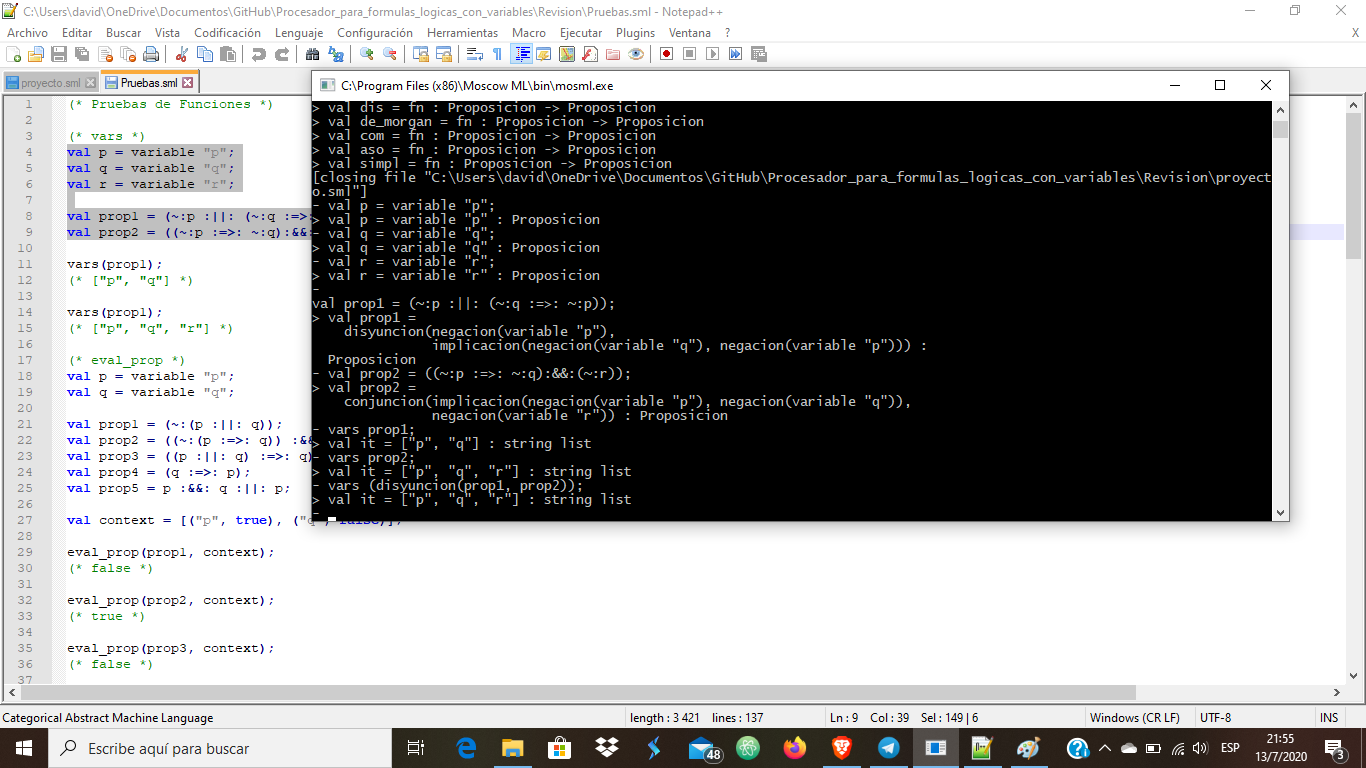 C:\Users\david\OneDrive\Documentos\GitHub\Procesador_para_formulas_logicas_con_variables\Revision\Pruebas.sml - Notepad++
Archivo Editar Buscar Vista Codificación Lenguaje Configuración Herramientas Macro Ejecutar Plugins Ventana ? X
proyecto.sml Pruebas.sml
1 (* Pruebas de Funciones *)
2
3 (* vars *)
4 val p = variable "p";
5 val q = variable "q";
6 val r = variable "r";
7
8 val prop1 = (~:p :||: (~:q :=>:
9 val prop2 = ((~:p :=>: ~:q):&&:
10
11 vars(prop1);
12 (* ["p", "q"] *)
13
14 vars(prop1);
15 (* ["p", "q", "r"] *)
16
17 (* eval_prop *)
18 val p = variable "p";
19 val q = variable "q";
20
21 val prop1 = (~:(p :||: q));
22 val prop2 = ((~:(p :=>: q)) :&&
23 val prop3 = ((p :||: q) :=>: q)
24 val prop4 = (q :=>: p);
25 val prop5 = p :&&: q :||: p;
26
27 val context = [("p", true), ("q", false)];
28
29 eval_prop(prop1, context);
30 (* false *)
31
32 eval_prop(prop2, context);
33 (* true *)
34
35 eval_prop(prop3, context);
36 (* false *)
37
C:\Program Files (x86)\Moscow ML\bin\mosml.exe
> val dis = fn : Proposicion -> Proposicion
> val de_morgan = fn : Proposicion -> Proposicion
> val com = fn : Proposicion -> Proposicion
> val aso = fn : Proposicion -> Proposicion
> val simpl = fn : Proposicion -> Proposicion
[closing file "C:\Users\david\OneDrive\Documentos\GitHub\Procesador_para_formulas_logicas_con_variables\Revision\proyect
o.sml"]
- val p = variable "p";
> val p = variable "p" : Proposicion
- val q = variable "q";
> val q = variable "q" : Proposicion
- val r = variable "r";
> val r = variable "r" : Proposicion
-
val prop1 = (~:p :||: (~:q :=>: ~:p));
> val prop1 =
disyuncion(negacion(variable "p"),
implicacion(negacion(variable "q"), negacion(variable "p"))) :
Proposicion
- val prop2 = ((~:p :=>: ~:q):&&:(~:r));
> val prop2 =
conjuncion(implicacion(negacion(variable "p"), negacion(variable "q")),
negacion(variable "r")) : Proposicion
- vars prop1;
> val it = ["p", "q"] : string list
- vars prop2;
> val it = ["p", "q", "r"] : string list
- vars (disyuncion(prop1, prop2));
> val it = ["p", "q", "r"] : string list
-
Categorical Abstract Machine Language length : 3 421 lines : 137 Ln : 9 Col : 39 Sel : 149 | 6 Windows (CR LF) UTF-8 INS
Escribe aquí para buscar 48 ESP 21:55
13/7/2020 3